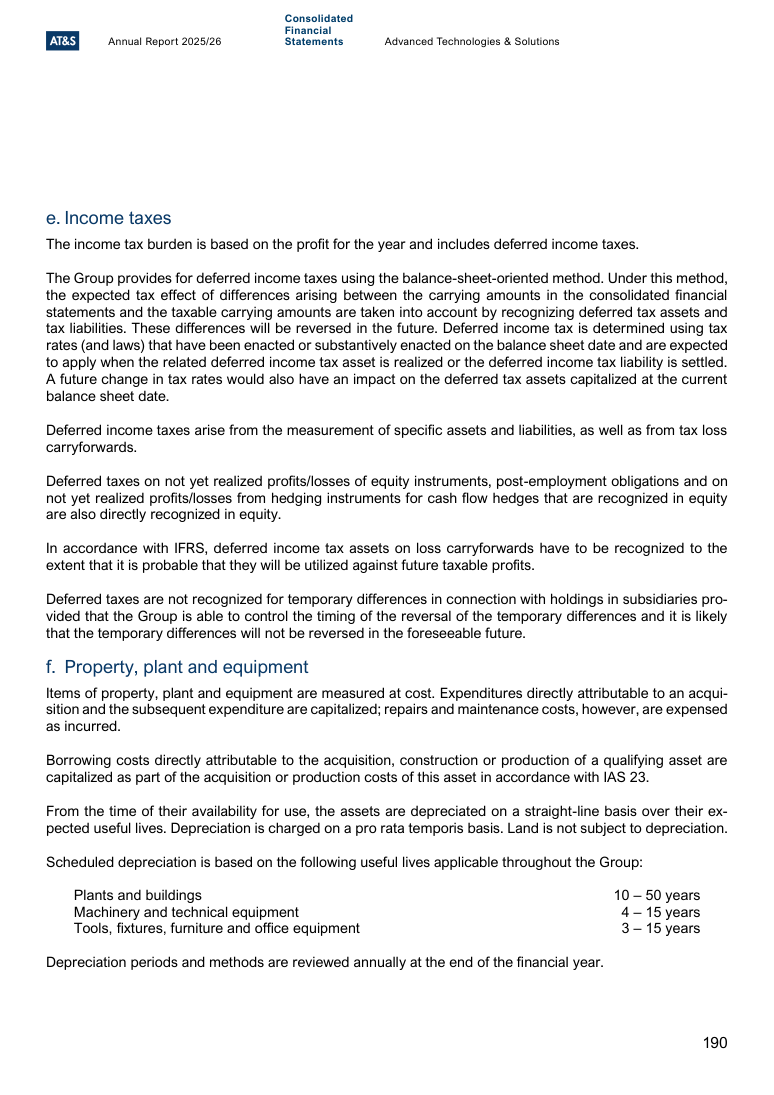 Consolidated
Financial
Statements
AT&S
Annual Report 2025/26
Advanced Technologies & Solutions
e. Income taxes
The income tax burden is based on the profit for the year and includes deferred income taxes.
The Group provides for deferred income taxes using the balance-sheet-oriented method. Under this method,
the expected tax effect of differences arising between the carrying amounts in the consolidated financial
statements and the taxable carrying amounts are taken into account by recognizing deferred tax assets and
tax liabilities. These differences will be reversed in the future. Deferred income tax is determined using tax
rates (and laws) that have been enacted or substantively enacted on the balance sheet date and are expected
to apply when the related deferred income tax asset is realized or the deferred income tax liability is settled.
A future change in tax rates would also have an impact on the deferred tax assets capitalized at the current
balance sheet date.
Deferred income taxes arise from the measurement of specific assets and liabilities, as well as from tax loss
carryforwards.
Deferred taxes on not yet realized profits/losses of equity instruments, post-employment obligations and on
not yet realized profits/losses from hedging instruments for cash flow hedges that are recognized in equity
are also directly recognized in equity.
In accordance with IFRS, deferred income tax assets on loss carryforwards have to be recognized to the
extent that it is probable that they will be utilized against future taxable profits.
Deferred taxes are not recognized for temporary differences in connection with holdings in subsidiaries pro-
vided that the Group is able to control the timing of the reversal of the temporary differences and it is likely
that the temporary differences will not be reversed in the foreseeable future.
f. Property, plant and equipment
Items of property, plant and equipment are measured at cost. Expenditures directly attributable to an acqui-
sition and the subsequent expenditure are capitalized; repairs and maintenance costs, however, are expensed
as incurred.
Borrowing costs directly attributable to the acquisition, construction or production of a qualifying asset are
capitalized as part of the acquisition or production costs of this asset in accordance with IAS 23.
From the time of their availability for use, the assets are depreciated on a straight-line basis over their ex-
pected useful lives. Depreciation is charged on a pro rata temporis basis. Land is not subject to depreciation.
Scheduled depreciation is based on the following useful lives applicable throughout the Group:
Plants and buildings 10 – 50 years
Machinery and technical equipment 4 – 15 years
Tools, fixtures, furniture and office equipment 3 – 15 years
Depreciation periods and methods are reviewed annually at the end of the financial year.
190